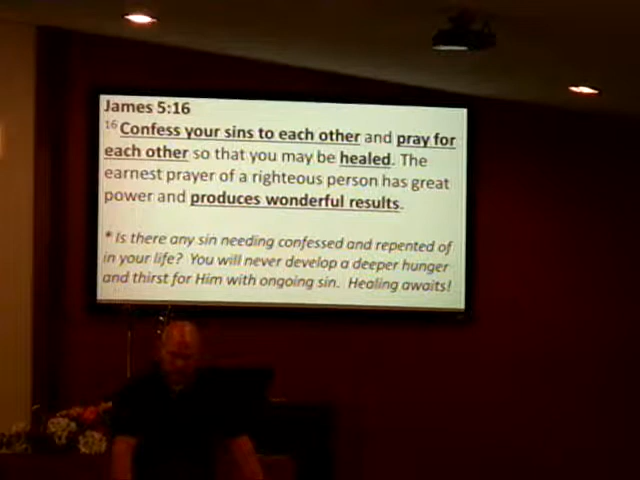 James 5:16
16 Confess your sins to each other and pray for
each other so that you may be healed. The
earnest prayer of a righteous person has great
power and produces wonderful results.
* Is there any sin needing confessed and repented of
in your life? You will never develop a deeper hunger
and thirst for Him with ongoing sin. Healing awaits!